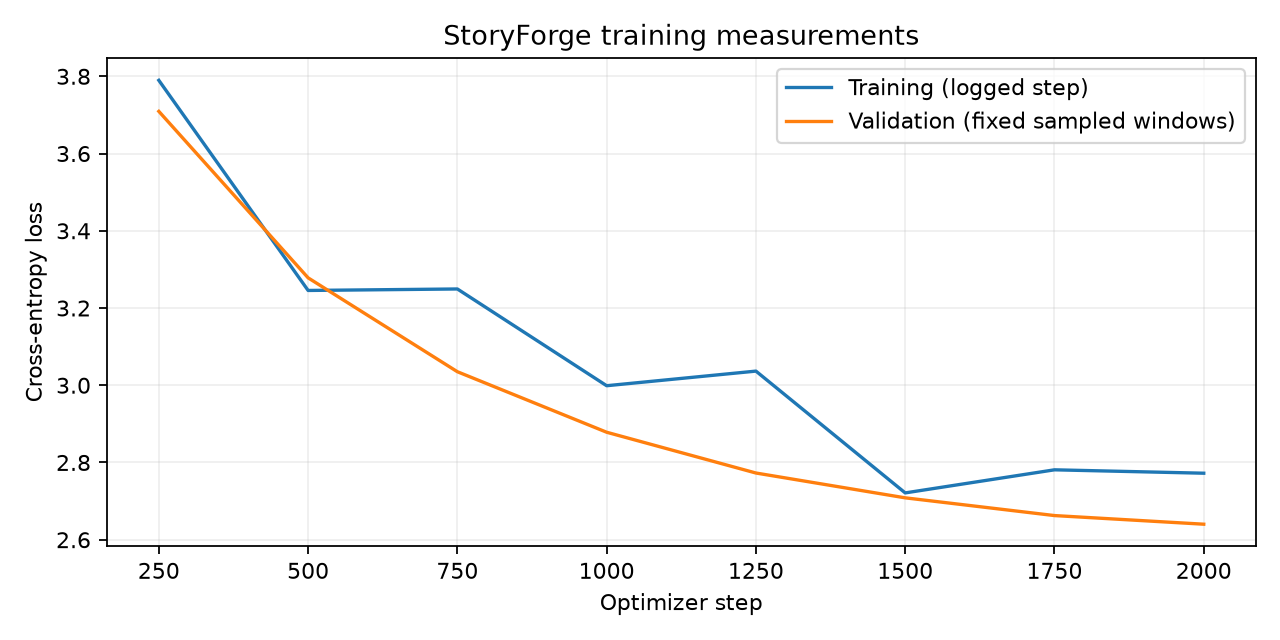 StoryForge training measurements
Training (logged step)
Validation (fixed sampled windows)
Cross-entropy loss
3.8
3.6
3.4
3.2
3.0
2.8
2.6
250 500 750 1000 1250 1500 1750 2000
Optimizer step